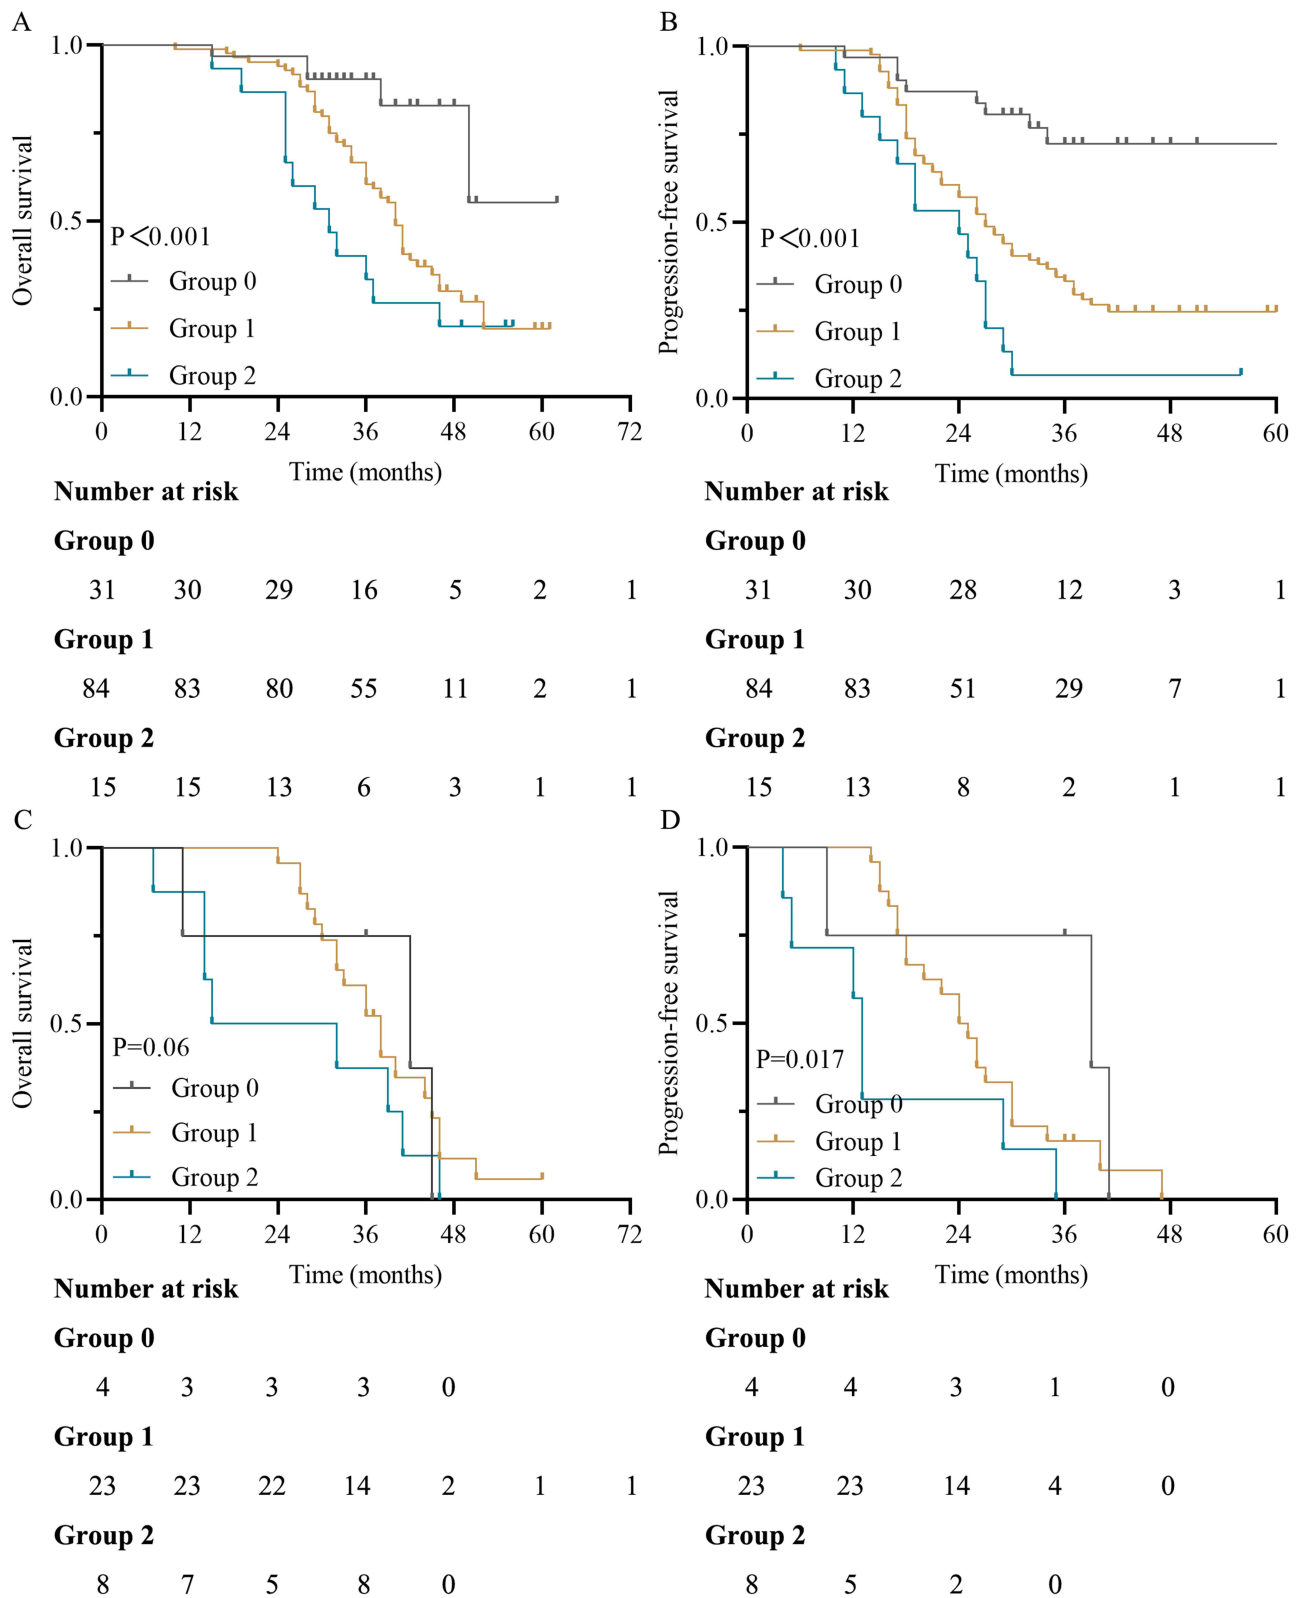 A
1.0
0.5
0.0
Overall survival
P<0.001
Group 0
Group 1
Group 2
0 12 24 36 48 60 72
Time (months)
Number at risk
Group 0
31 30 29 16 5 2 1
Group 1
84 83 80 55 11 2 1
Group 2
15 15 13 6 3 1 1
B
1.0
0.5
0.0
Progression-free survival
P<0.001
Group 0
Group 1
Group 2
0 12 24 36 48 60
Time (months)
Number at risk
Group 0
31 30 28 12 3 1
Group 1
84 83 51 29 7 1
Group 2
15 13 8 2 1 1
C
1.0
0.5
0.0
Overall survival
P=0.06
Group 0
Group 1
Group 2
0 12 24 36 48 60 72
Time (months)
Number at risk
Group 0
4 3 3 3 0
Group 1
23 23 22 14 2 1 1
Group 2
8 7 5 8 0
D
1.0
0.5
0.0
Progression-free survival
P=0.017
Group 0
Group 1
Group 2
0 12 24 36 48 60
Time (months)
Number at risk
Group 0
4 4 3 1 0
Group 1
23 23 14 4 0
Group 2
8 5 2 0